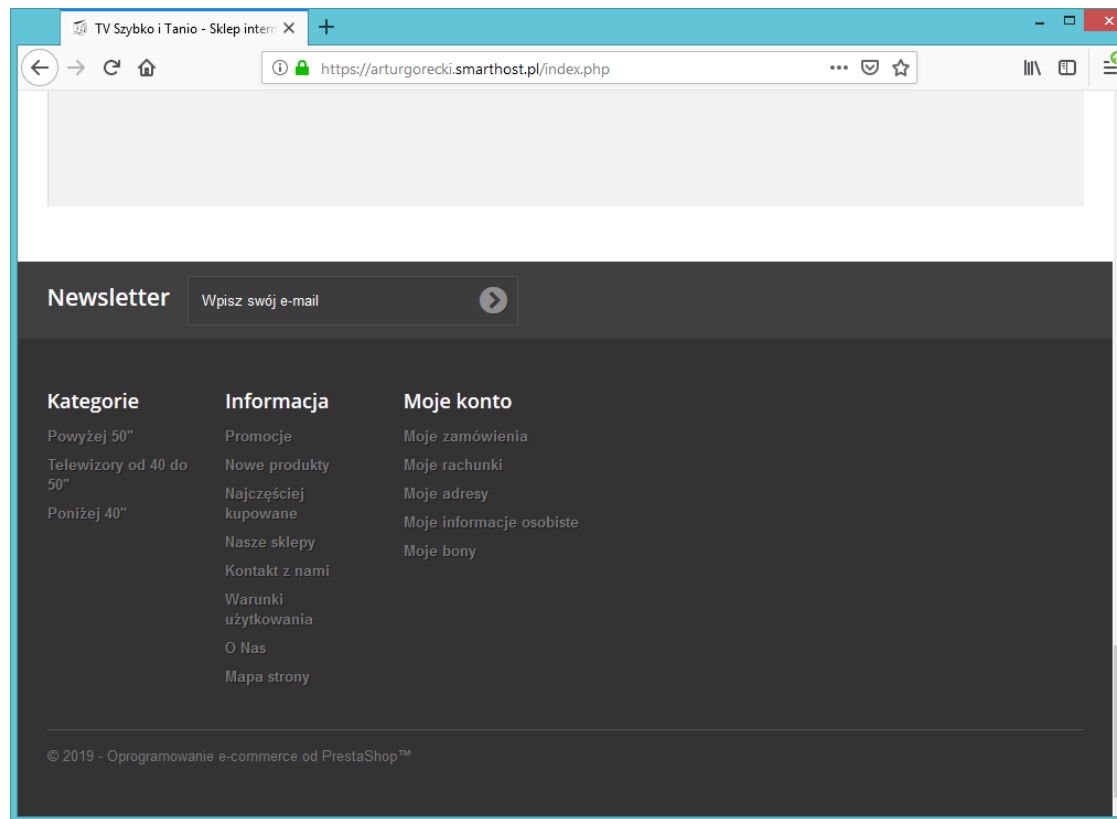 TV Szybko i Tanio - Sklep intern
https://arturgorecki.smarthost.pl/index.php
Newsletter
Wpisz swój e-mail
Kategorie
Powyżej 50"
Telewizory od 40 do
50"
Poniżej 40"
Informacja
Promocje
Nowe produkty
Najczęściej
kupowane
Nasze sklepy
Kontakt z nami
Warunki
użytkowania
O Nas
Mapa strony
Moje konto
Moje zamówienia
Moje rachunki
Moje adresy
Moje informacje osobiste
Moje bony
© 2019 - Oprogramowanie e-commerce od PrestaShop™